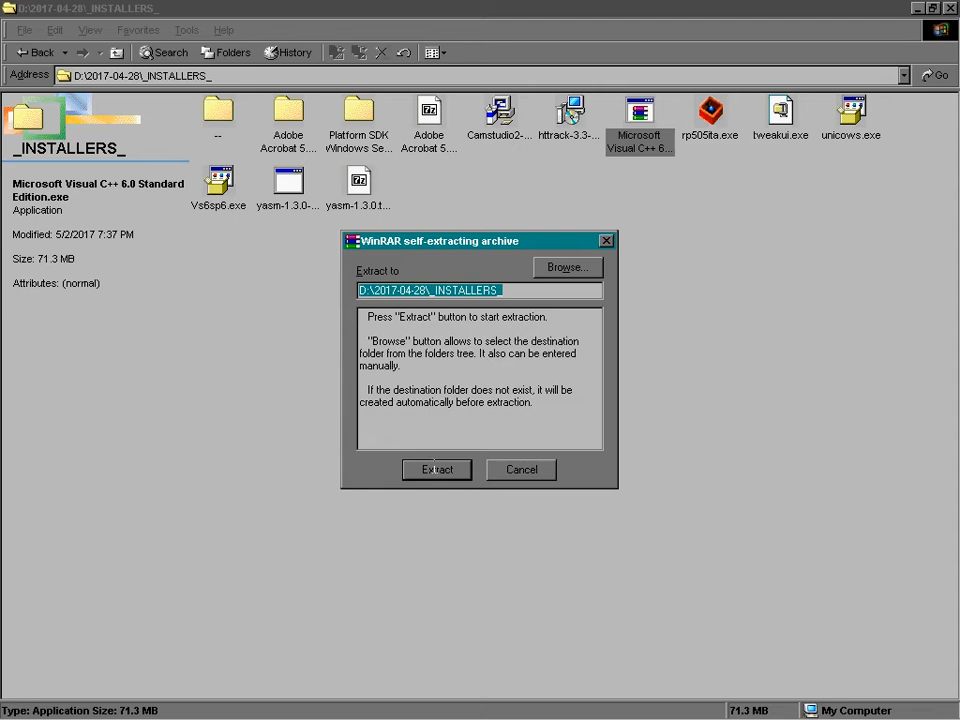 D:\2017-04-28\_INSTALLERS_
File Edit View Favorites Tools Help
Back Search Folders History
Address D:\2017-04-28\_INSTALLERS_ Go
_INSTALLERS_
Microsoft Visual C++ 6.0 Standard
Edition.exe
Application
Modified: 5/2/2017 7:37 PM
Size: 71.3 MB
Attributes: (normal)
--
Adobe
Acrobat 5....
Platform SDK
Windows Se...
Adobe
Acrobat 5....
Camstudio2-...
httrack-3.3-...
Microsoft
Visual C++ 6...
rp505ita.exe
tweakui.exe
unicows.exe
Vs6sp6.exe
yasm-1.3.0-...
yasm-1.3.0.t...
WinRAR self-extracting archive
Extract to
Browse...
D:\2017-04-28\_INSTALLERS_
Press "Extract" button to start extraction.
"Browse" button allows to select the destination
folder from the folders tree. It also can be entered
manually.
If the destination folder does not exist, it will be
created automatically before extraction.
Extract Cancel
Type: Application Size: 71.3 MB 71.3 MB My Computer